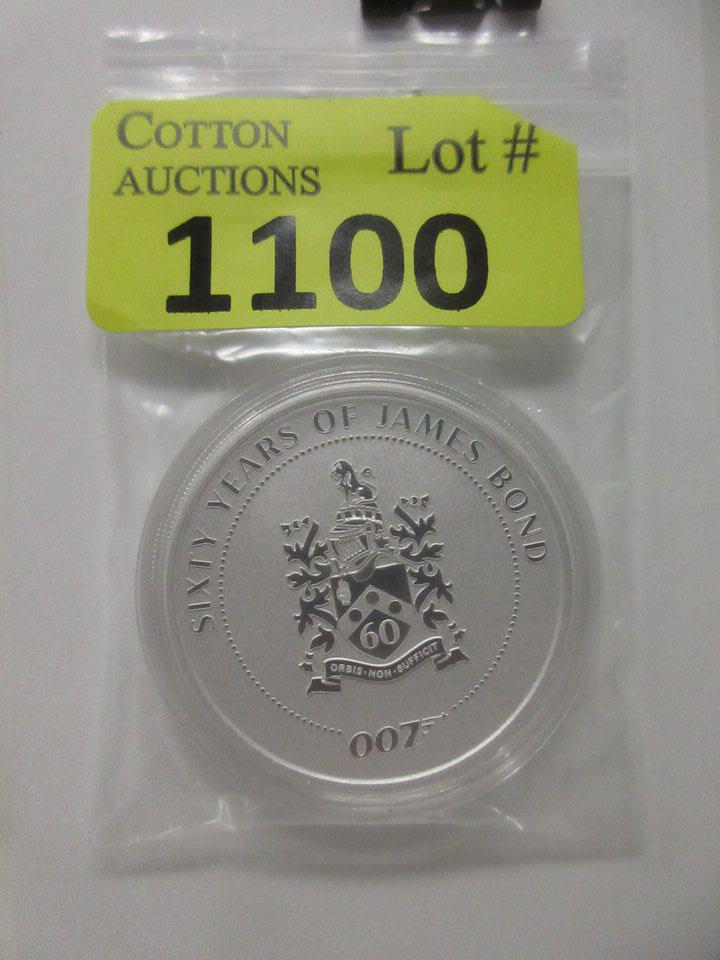 COTTON
AUCTIONS
Lot #
1100
SIXTY YEARS OF JAMES BOND
60
ORBIS·NON·SUFFICIT
007